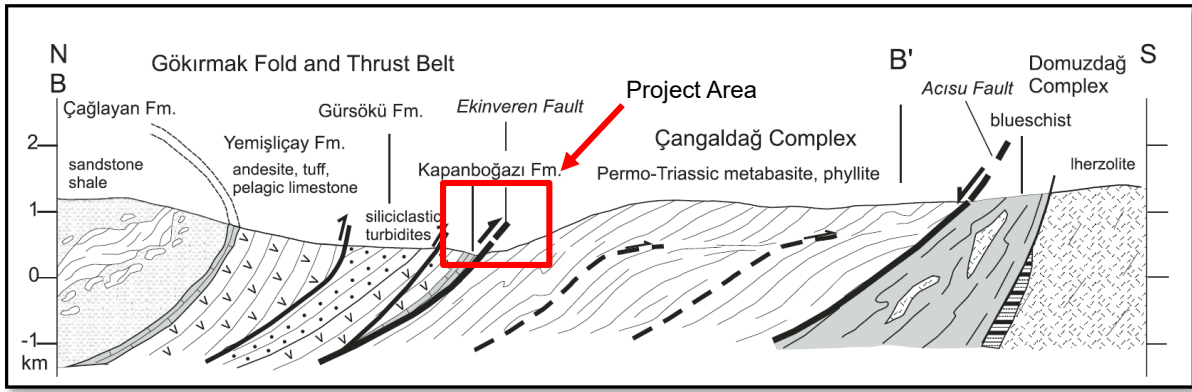 N
B
Gökırmak Fold and Thrust Belt
B'
Domuzdağ
Complex
S
Project Area
Acısu Fault
Çağlayan Fm.
Gürsökü Fm.
Ekinveren Fault
blueschist
Yemişliçay Fm.
Çangaldağ Complex
sandstone
shale
andesite, tuff,
pelagic limestone
Kapanboğazı Fm.
Permo-Triassic metabasite, phyllite
lherzolite
siliciclastic
turbidites
2
1
0
-1
km